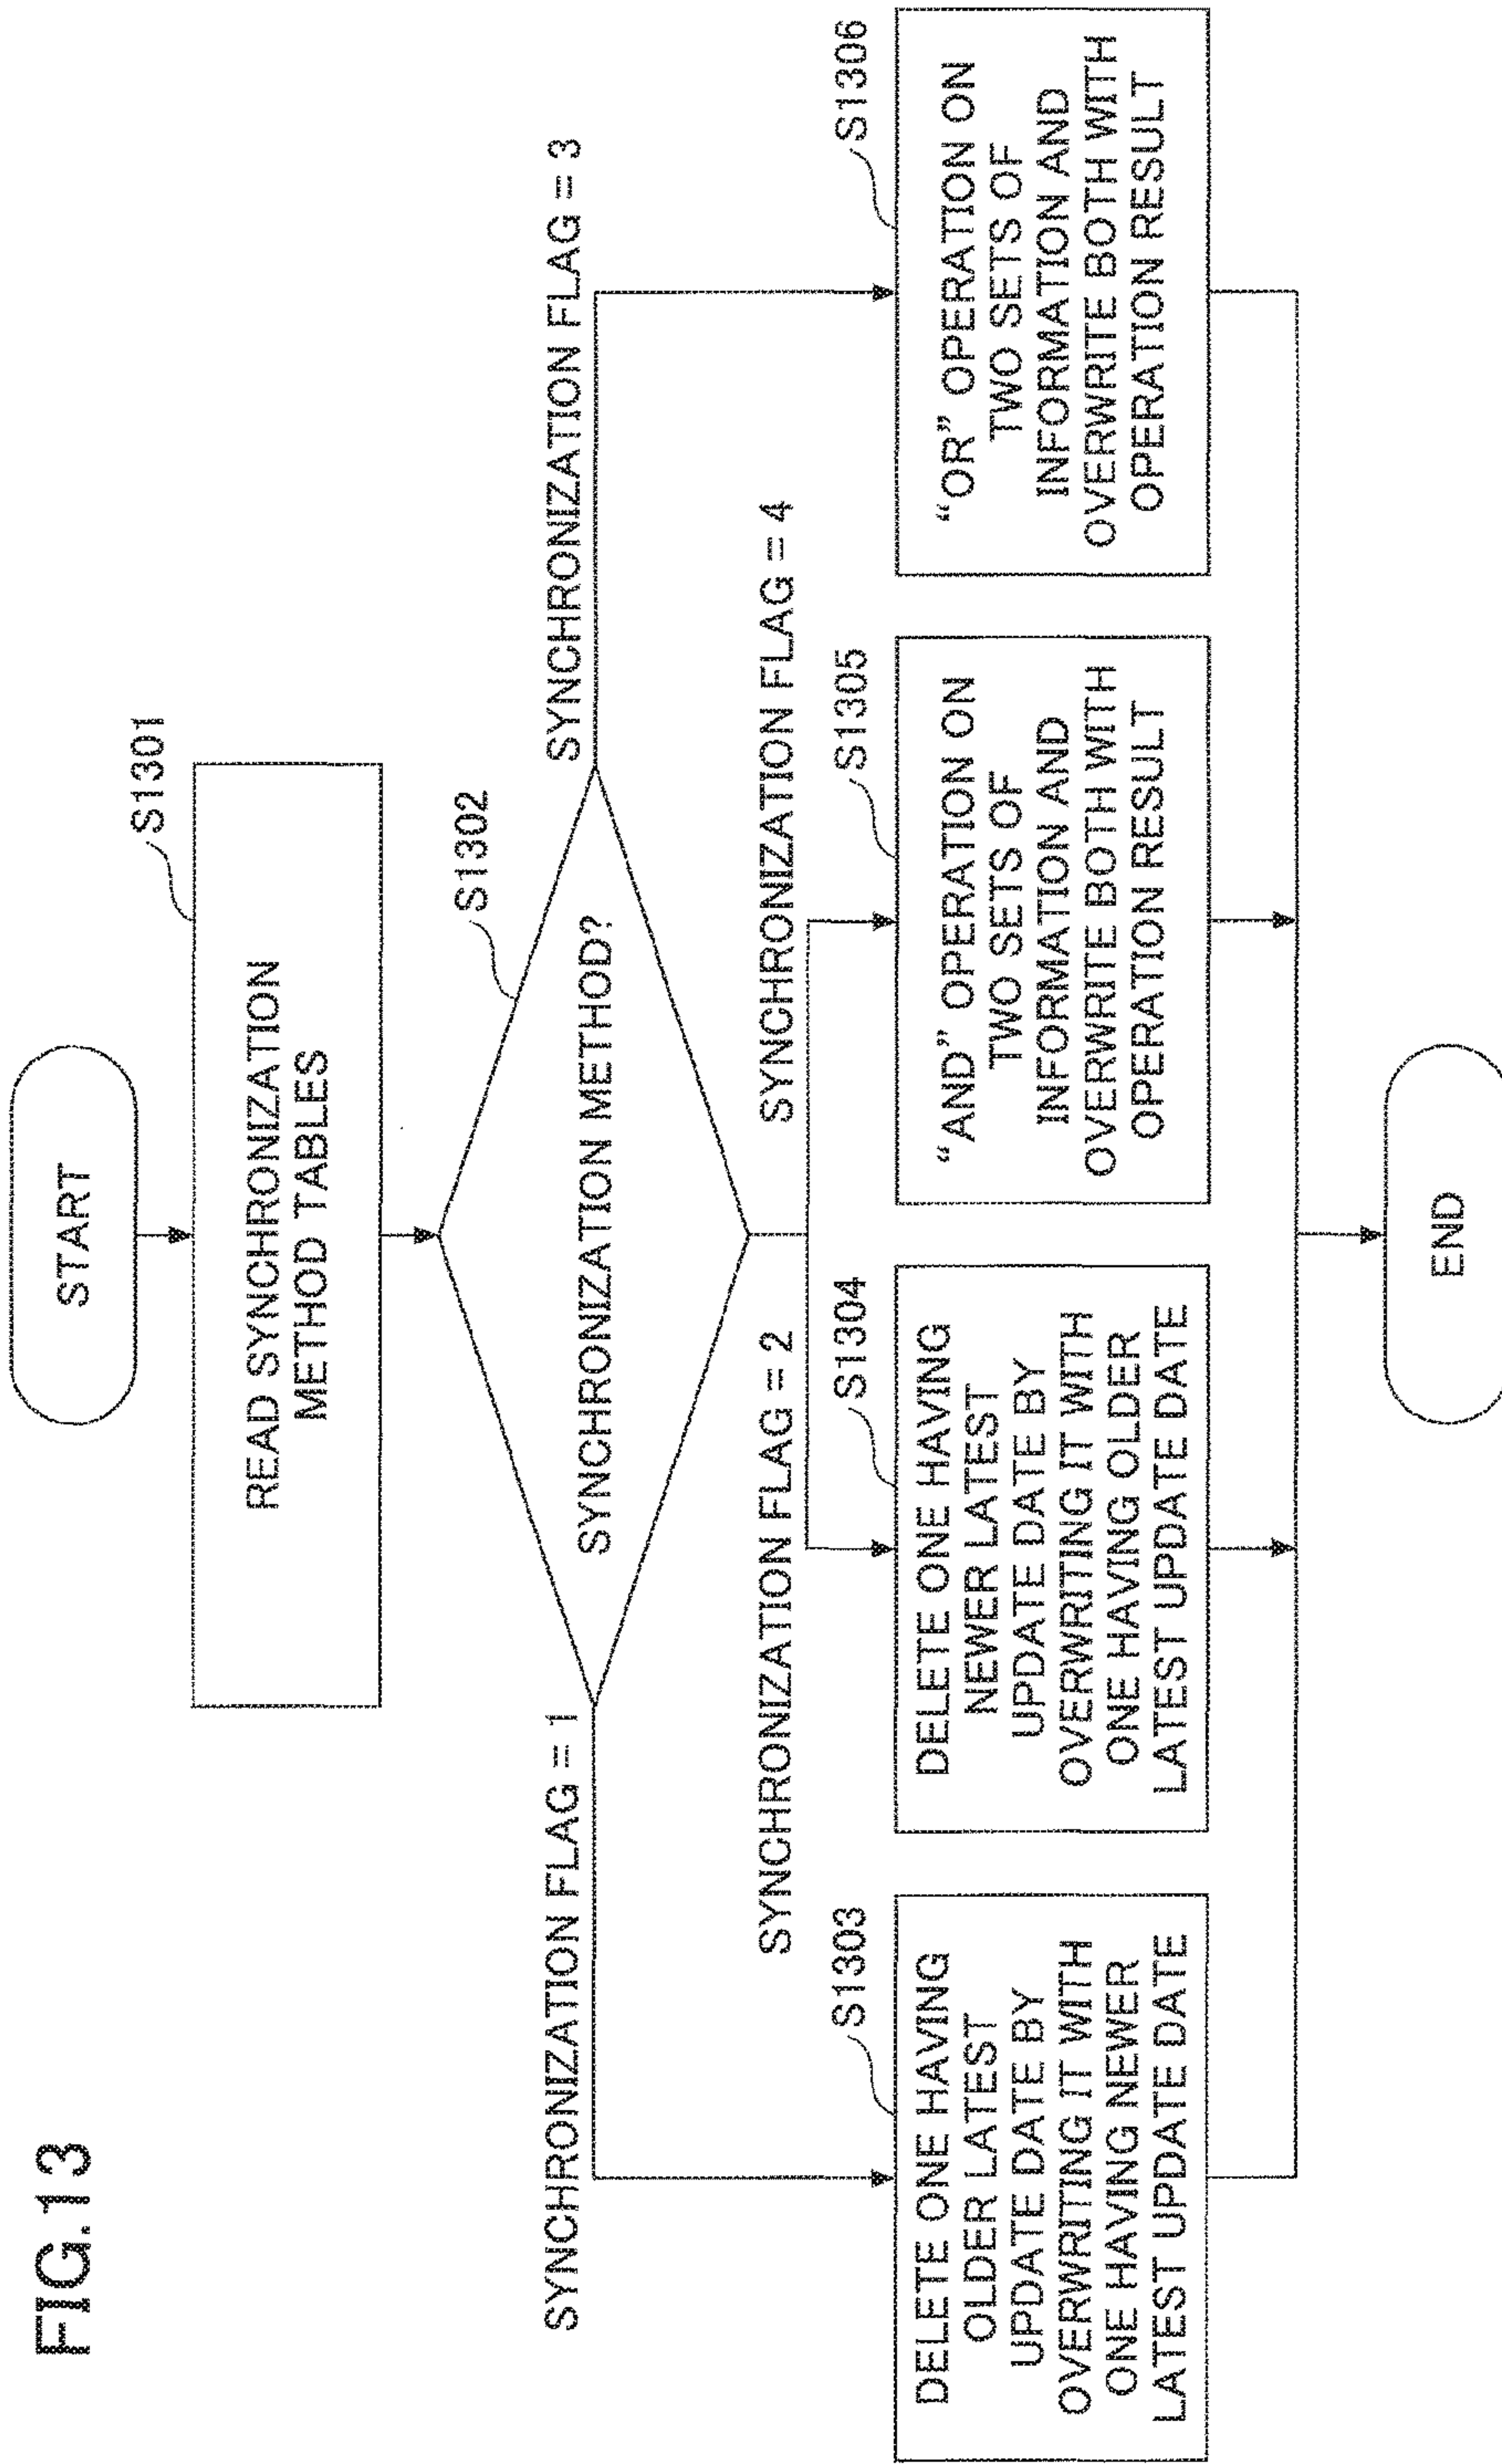 FIG.13
START
S1301
READ SYNCHRONIZATION
METHOD TABLES
S1302
SYNCHRONIZATION METHOD?
SYNCHRONIZATION FLAG = 1
SYNCHRONIZATION FLAG = 3
SYNCHRONIZATION FLAG = 2
SYNCHRONIZATION FLAG = 4
S1303
DELETE ONE HAVING
OLDER LATEST
UPDATE DATE BY
OVERWRITING IT WITH
ONE HAVING NEWER
LATEST UPDATE DATE
S1304
DELETE ONE HAVING
NEWER LATEST
UPDATE DATE BY
OVERWRITING IT WITH
ONE HAVING OLDER
LATEST UPDATE DATE
S1305
“AND” OPERATION ON
TWO SETS OF
INFORMATION AND
OVERWRITE BOTH WITH
OPERATION RESULT
S1306
“OR” OPERATION ON
TWO SETS OF
INFORMATION AND
OVERWRITE BOTH WITH
OPERATION RESULT
END